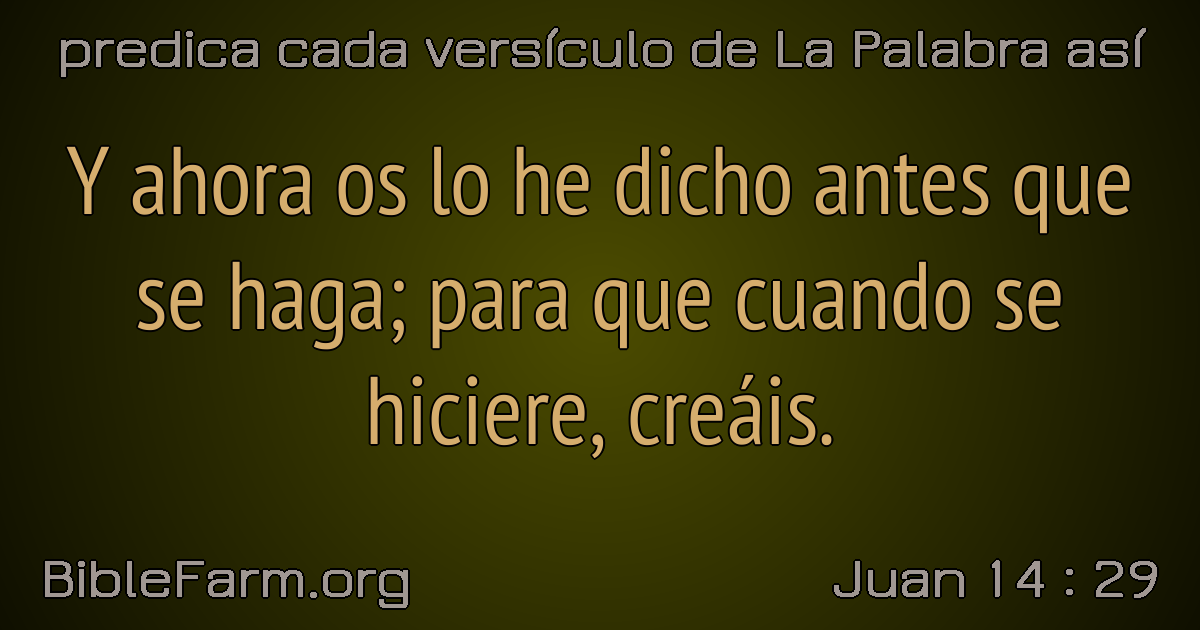 predica cada versículo de La Palabra así
Y ahora os lo he dicho antes que
se haga; para que cuando se
hiciere, creáis.
BibleFarm.org
Juan 14 : 29